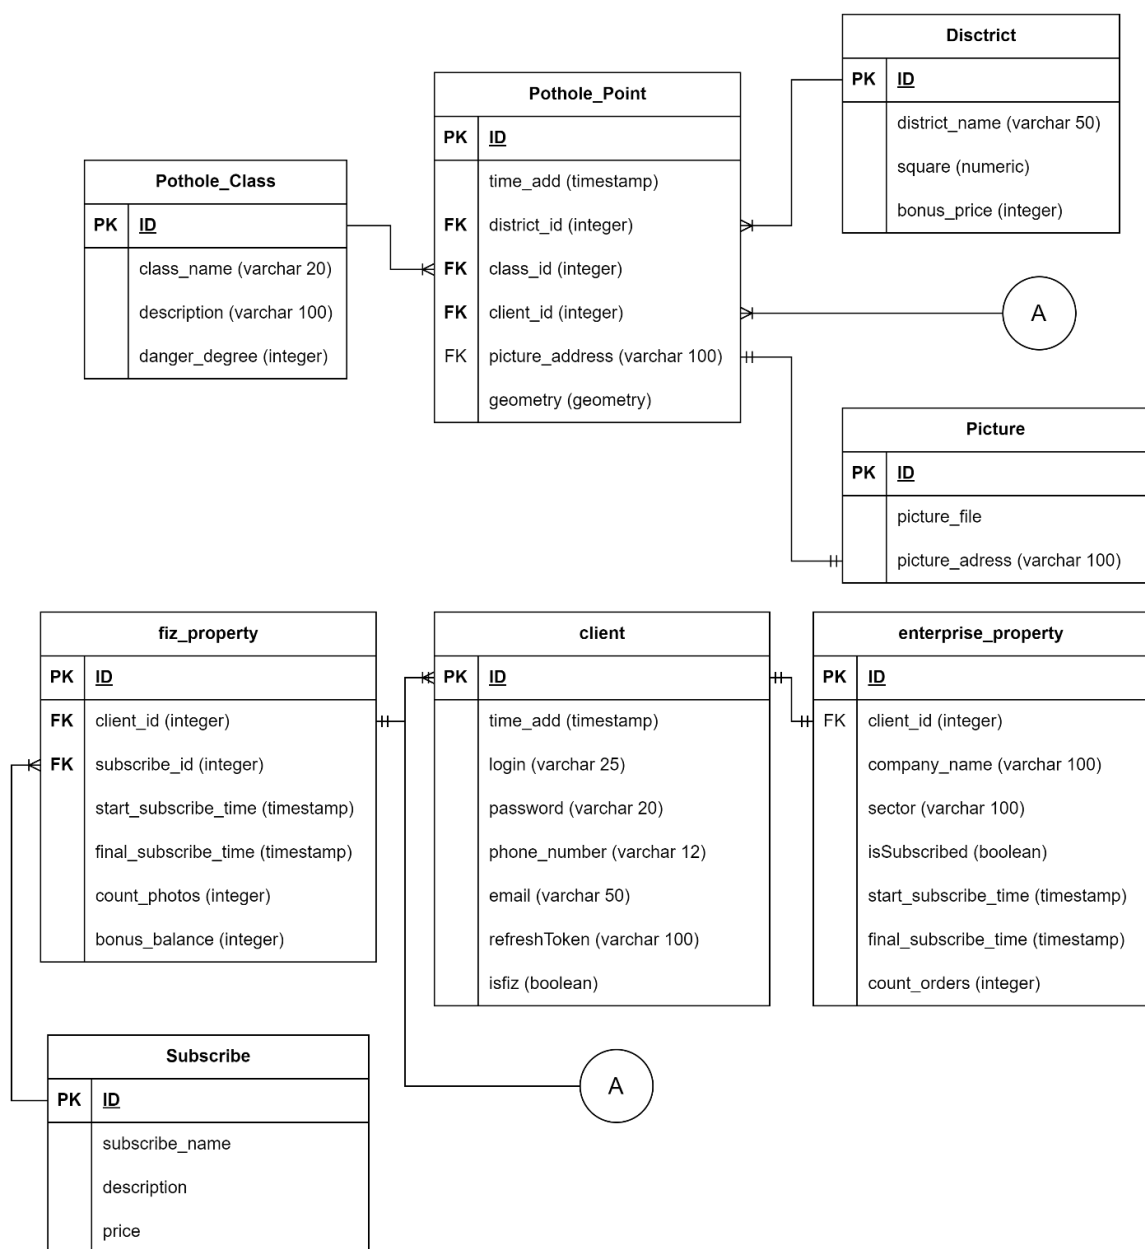 Disctrict
PK ID
district_name (varchar 50)
square (numeric)
bonus_price (integer)
Pothole_Point
PK ID
time_add (timestamp)
FK district_id (integer)
FK class_id (integer)
FK client_id (integer)
FK picture_address (varchar 100)
geometry (geometry)
Pothole_Class
PK ID
class_name (varchar 20)
description (varchar 100)
danger_degree (integer)
A
Picture
PK ID
picture_file
picture_adress (varchar 100)
fiz_property
PK ID
FK client_id (integer)
FK subscribe_id (integer)
start_subscribe_time (timestamp)
final_subscribe_time (timestamp)
count_photos (integer)
bonus_balance (integer)
client
PK ID
time_add (timestamp)
login (varchar 25)
password (varchar 20)
phone_number (varchar 12)
email (varchar 50)
refreshToken (varchar 100)
isfiz (boolean)
enterprise_property
PK ID
FK client_id (integer)
company_name (varchar 100)
sector (varchar 100)
isSubscribed (boolean)
start_subscribe_time (timestamp)
final_subscribe_time (timestamp)
count_orders (integer)
Subscribe
PK ID
subscribe_name
description
price
A